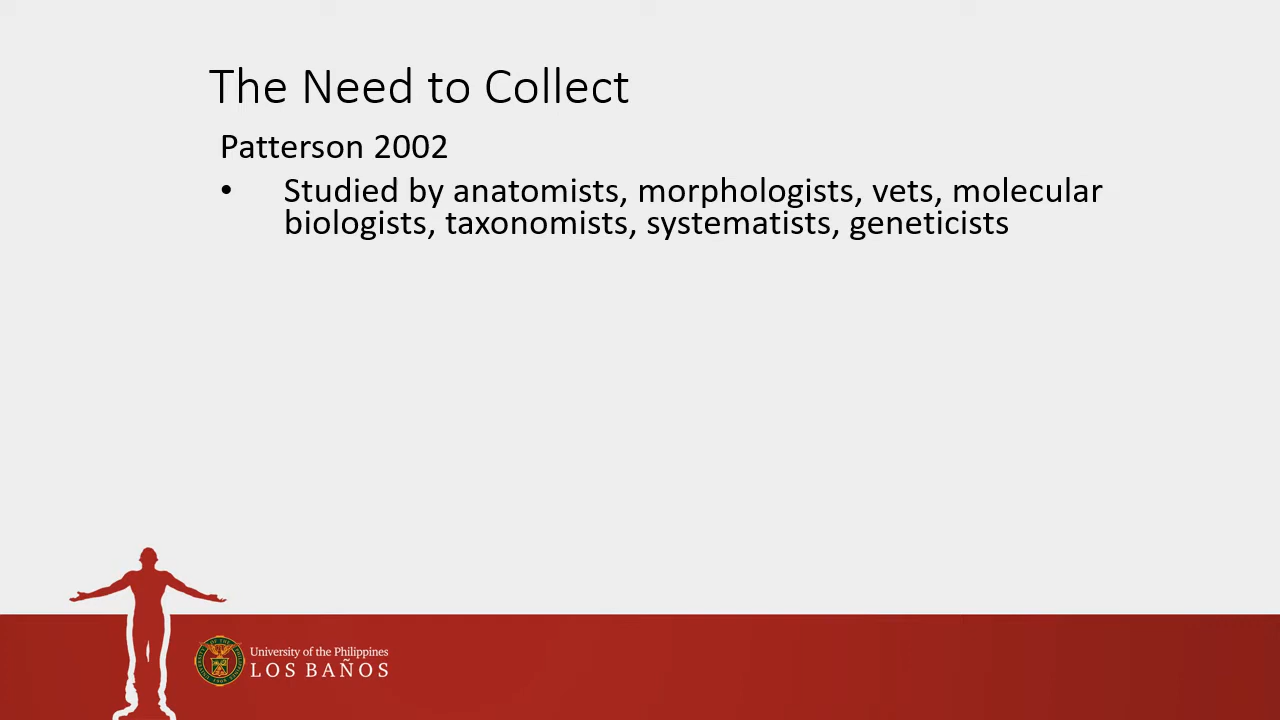 The Need to Collect
Patterson 2002
• Studied by anatomists, morphologists, vets, molecular
biologists, taxonomists, systematists, geneticists
University of the Philippines
LOS BAÑOS